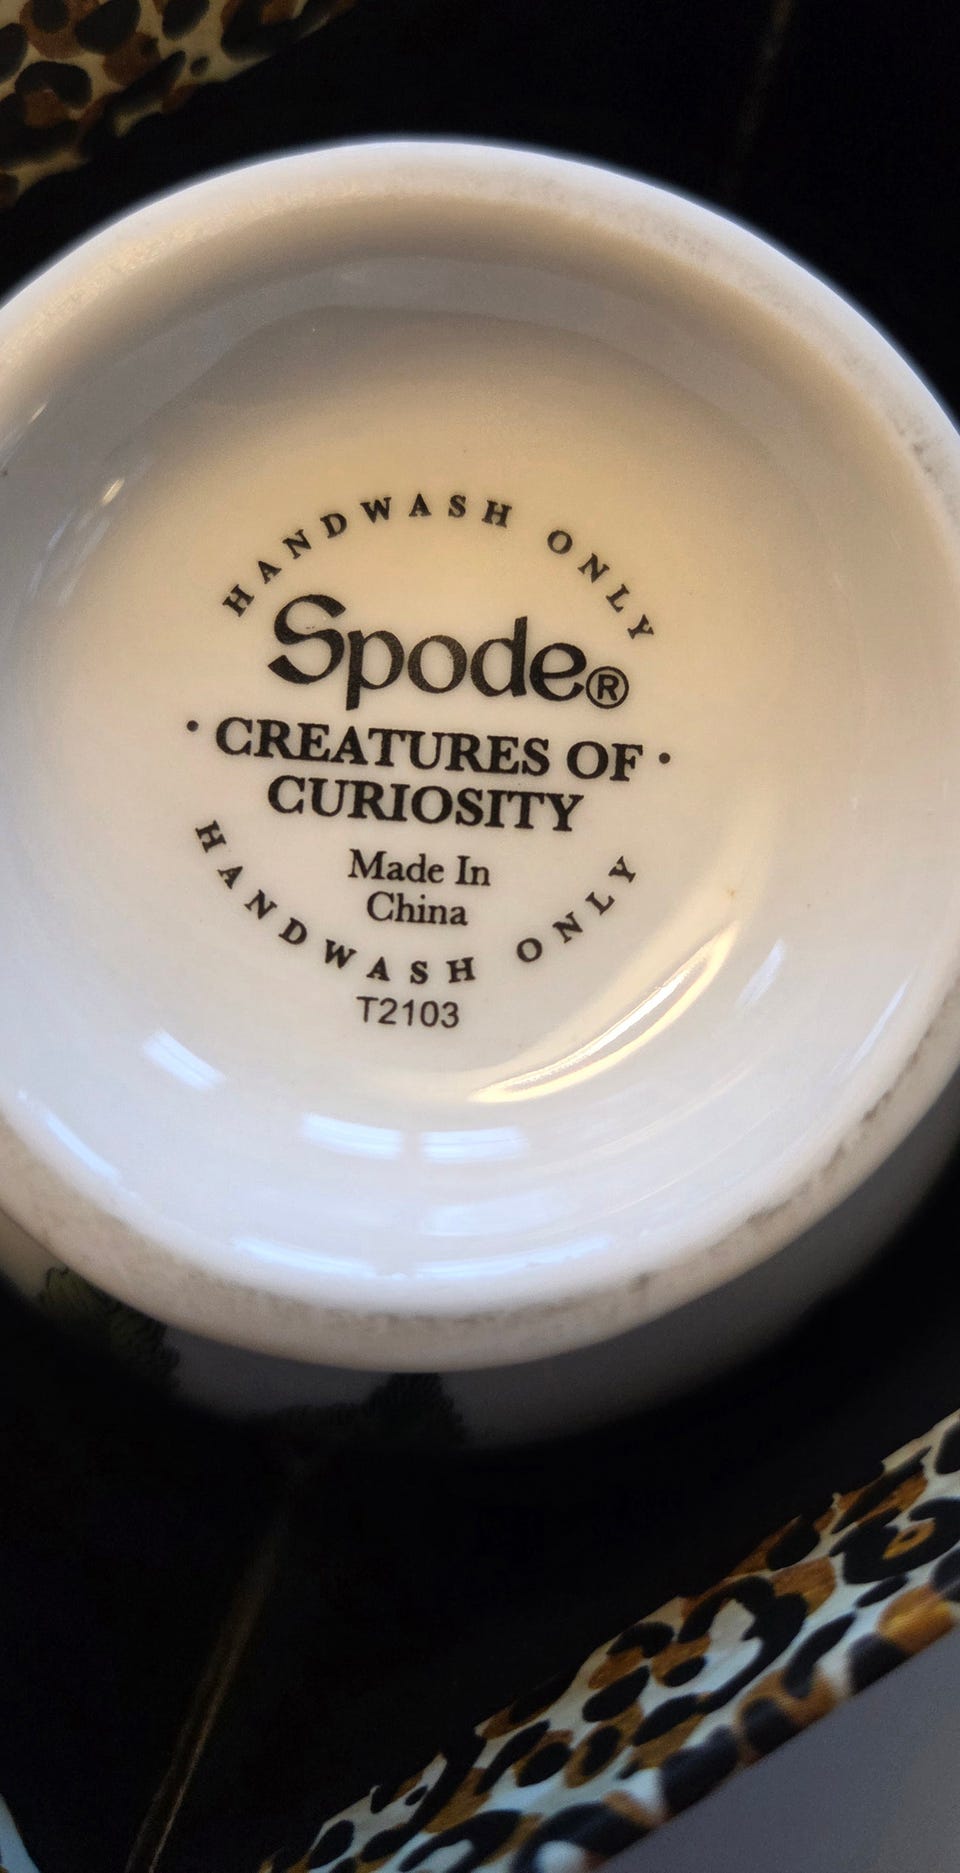 HANDWASH ONLY
Spode®
• CREATURES OF •
CURIOSITY
Made In
China
HANDWASH ONLY
T2103